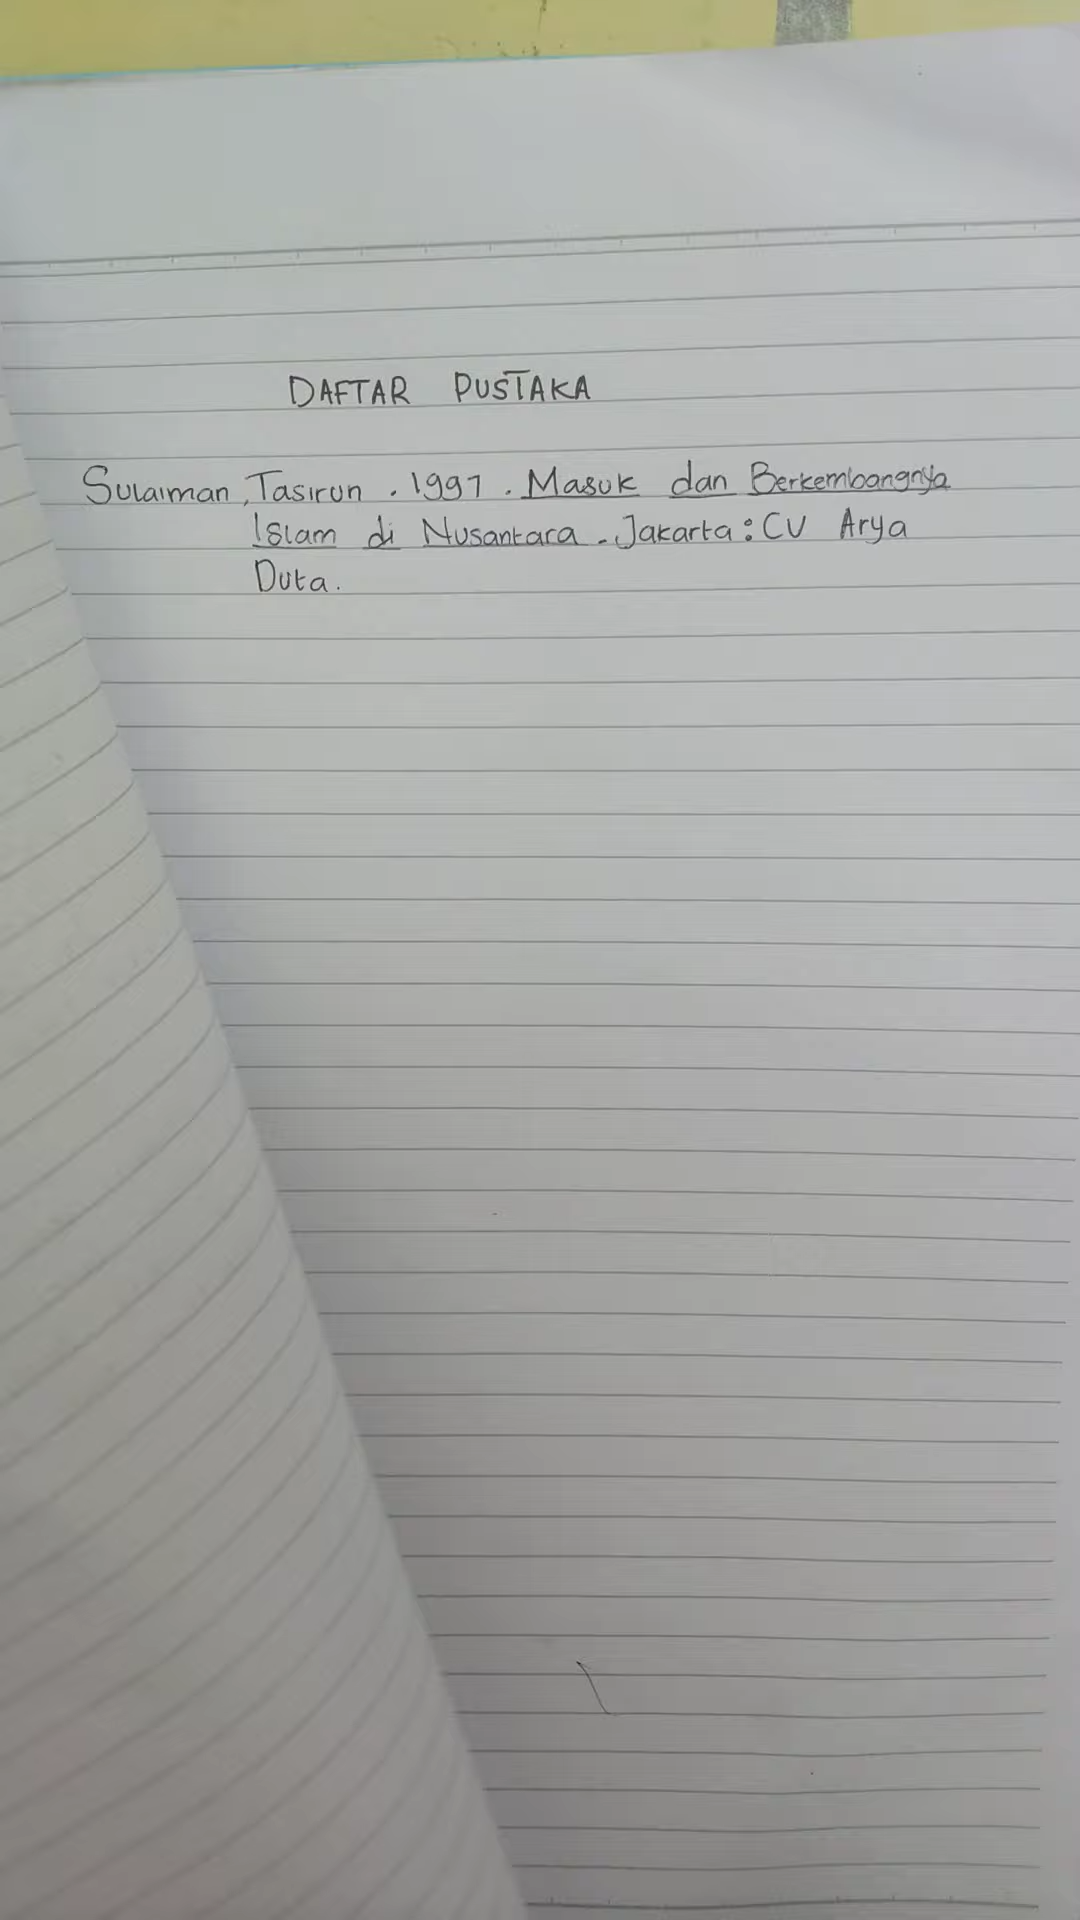 DAFTAR PUSTAKA
Sulaiman, Tasirun . 1997 . Masuk dan Berkembangnya
Islam di Nusantara . Jakarta : CV Arya
Duta .